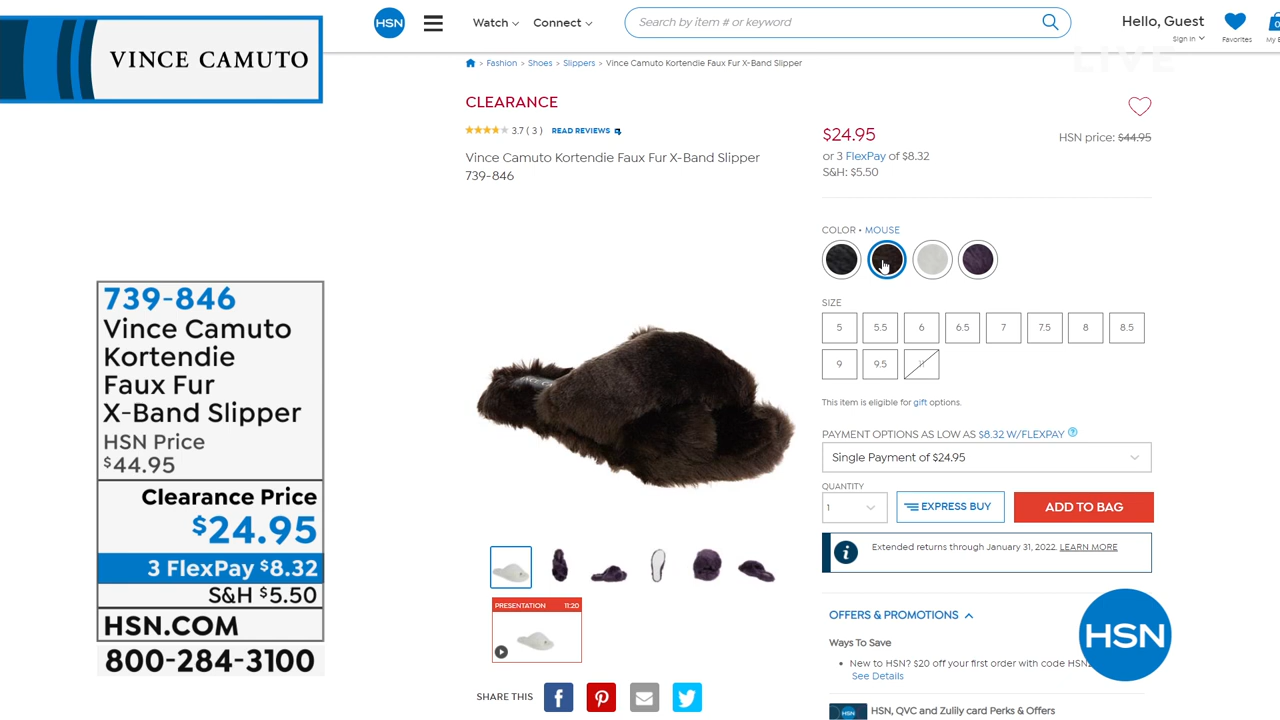 VINCE CAMUTO
HSN
Watch
Connect
Search by item # or keyword
Hello, Guest
Sign In
Favorites
0
LIVE
> Fashion > Shoes > Slippers > Vince Camuto Kortendie Faux Fur X-Band Slipper
CLEARANCE
3.7 ( 3 ) READ REVIEWS
Vince Camuto Kortendie Faux Fur X-Band Slipper
739-846
$24.95
HSN price: $44.95
or 3 FlexPay of $8.32
S&H: $5.50
COLOR • MOUSE
SIZE
5 5.5 6 6.5 7 7.5 8 8.5
9 9.5 11
This item is eligible for gift options.
PAYMENT OPTIONS AS LOW AS $8.32 W/FLEXPAY ?
Single Payment of $24.95
QUANTITY
1
EXPRESS BUY
ADD TO BAG
Extended returns through January 31, 2022. LEARN MORE
OFFERS & PROMOTIONS
Ways To Save
• New to HSN? $20 off your first order with code
See Details
HSN
HSN, QVC and Zulily card Perks & Offers
HSN
739-846
Vince Camuto
Kortendie
Faux Fur
X-Band Slipper
HSN Price
$44.95
Clearance Price
$24.95
3 FlexPay $8.32
S&H $5.50
HSN.COM
800-284-3100
PRESENTATION 11:20
SHARE THIS